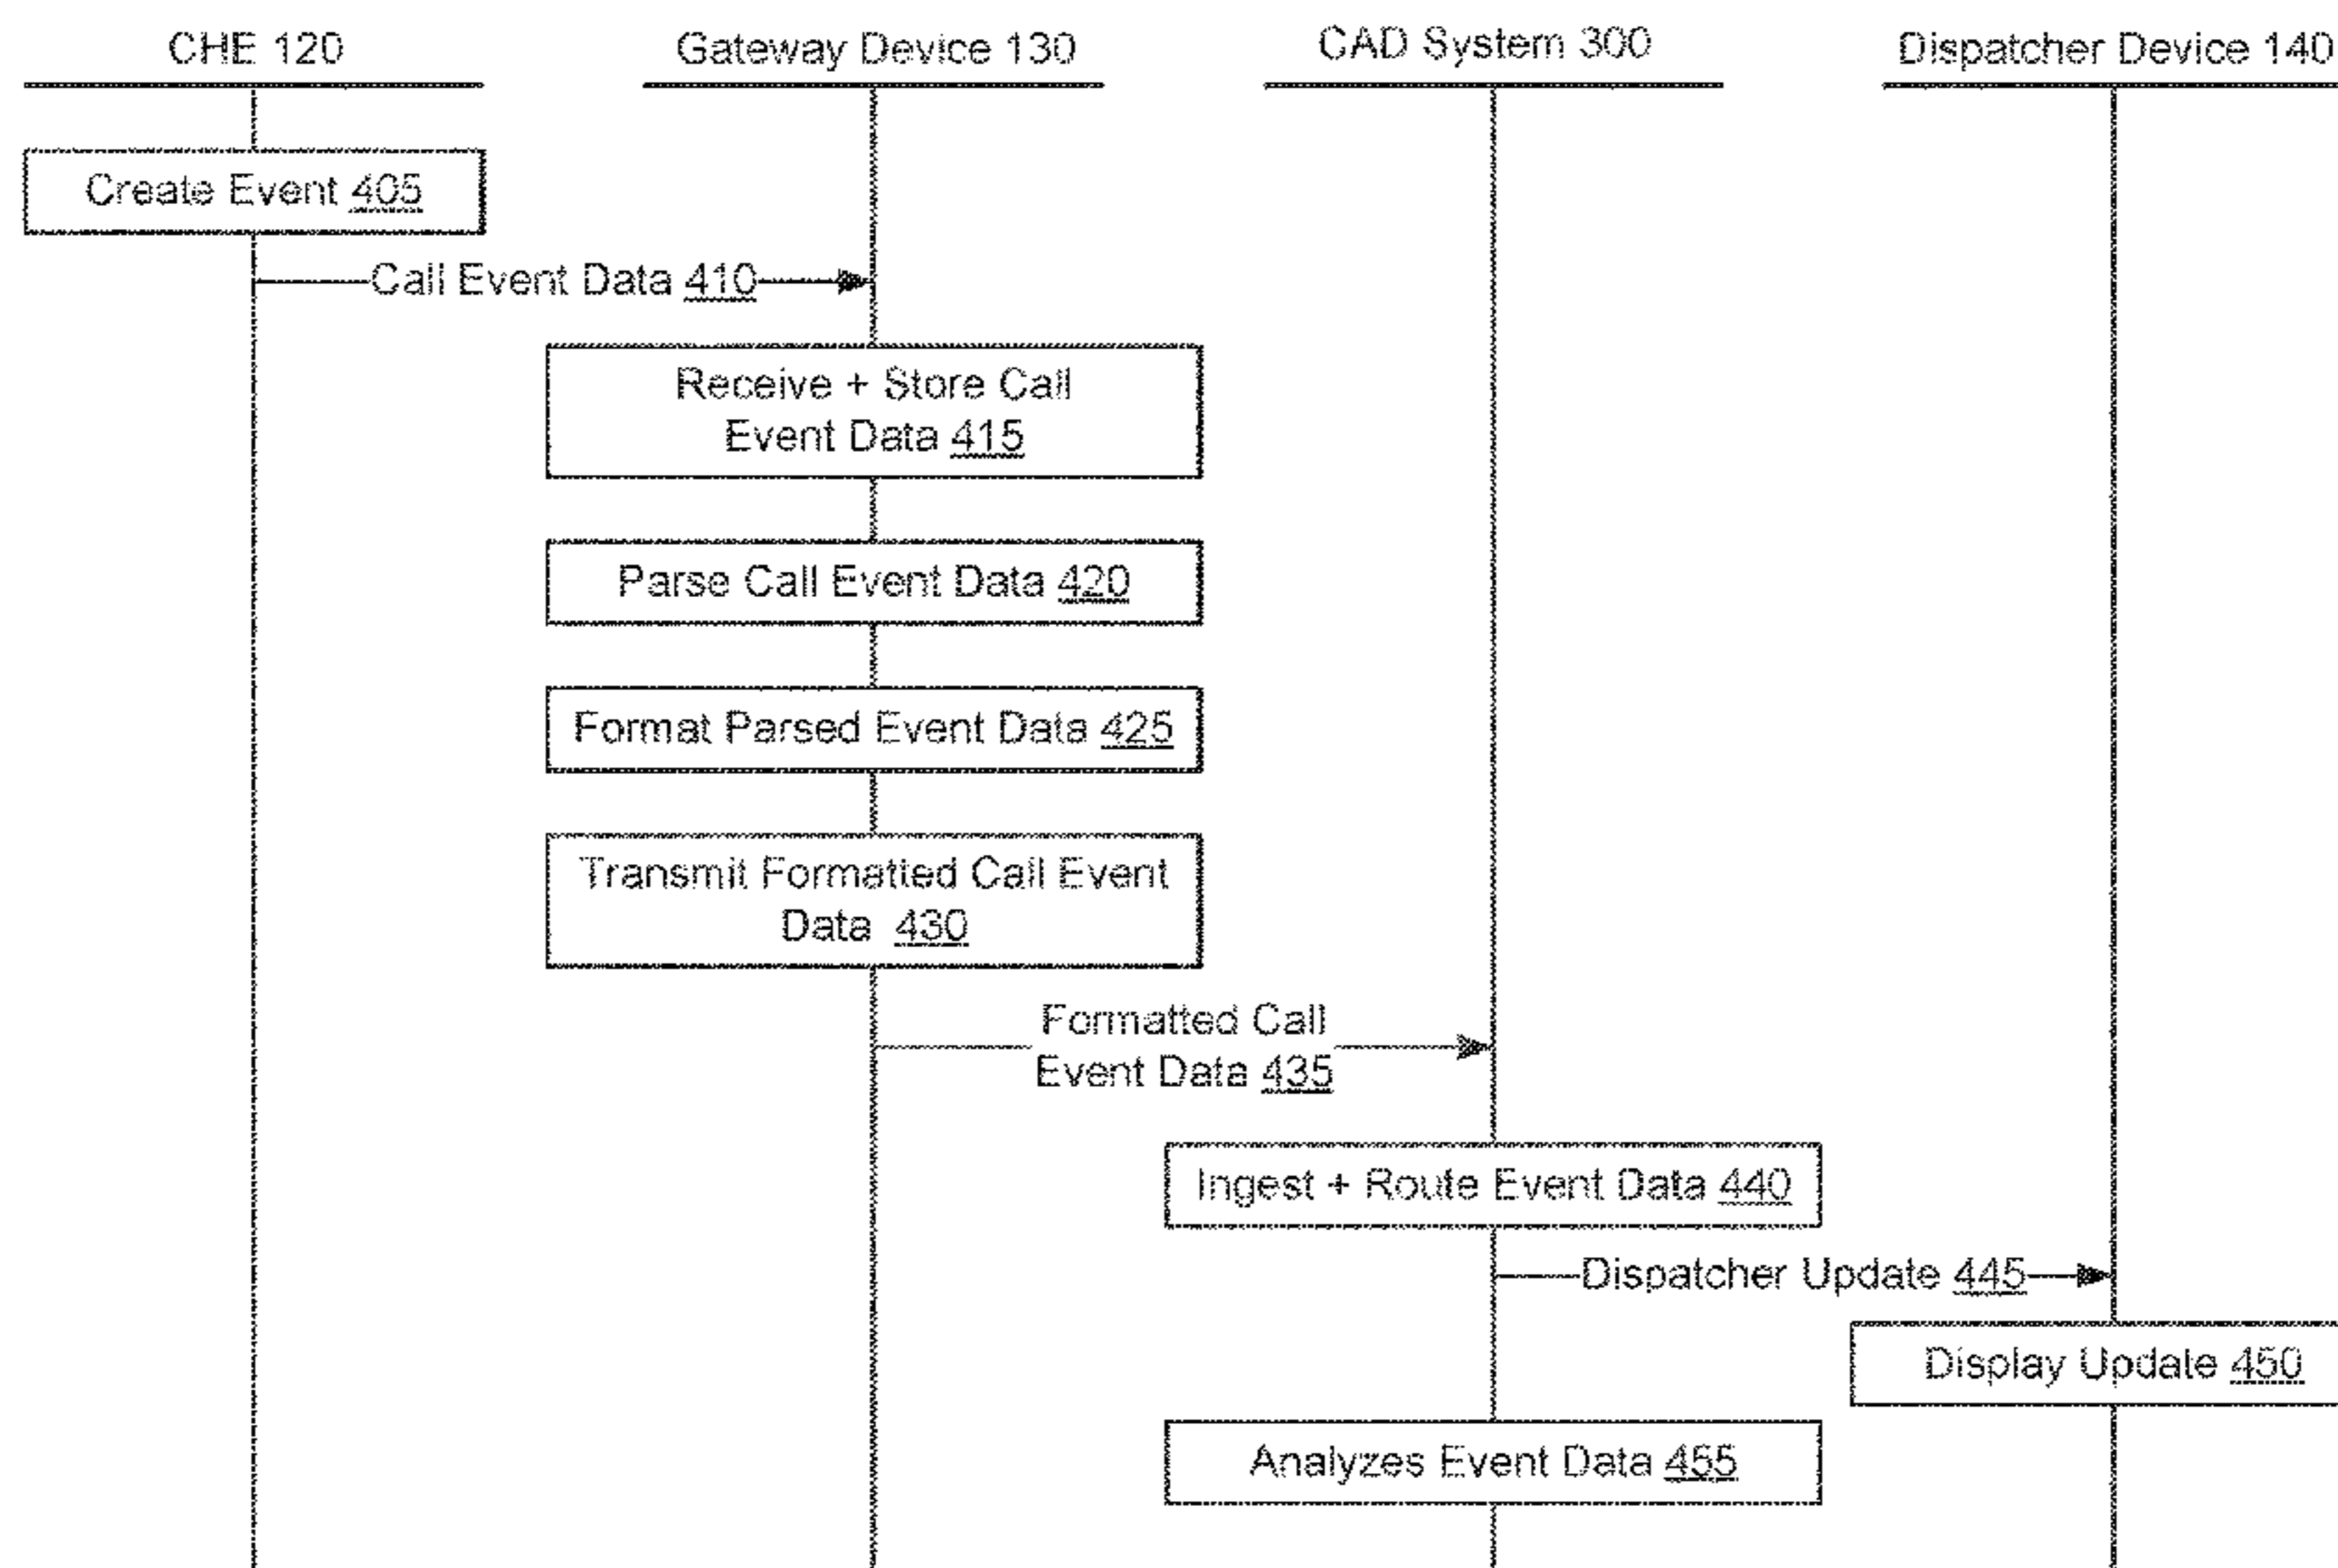 CHE 120
Gateway Device 130
CAD System 300
Dispatcher Device 140
Create Event 405
Call Event Data 410
Receive + Store Call
Event Data 415
Parse Call Event Data 420
Format Parsed Event Data 425
Transmit Formatted Call Event
Data 430
Formatted Call
Event Data 435
Ingest + Route Event Data 440
Dispatcher Update 445
Display Update 450
Analyzes Event Data 455